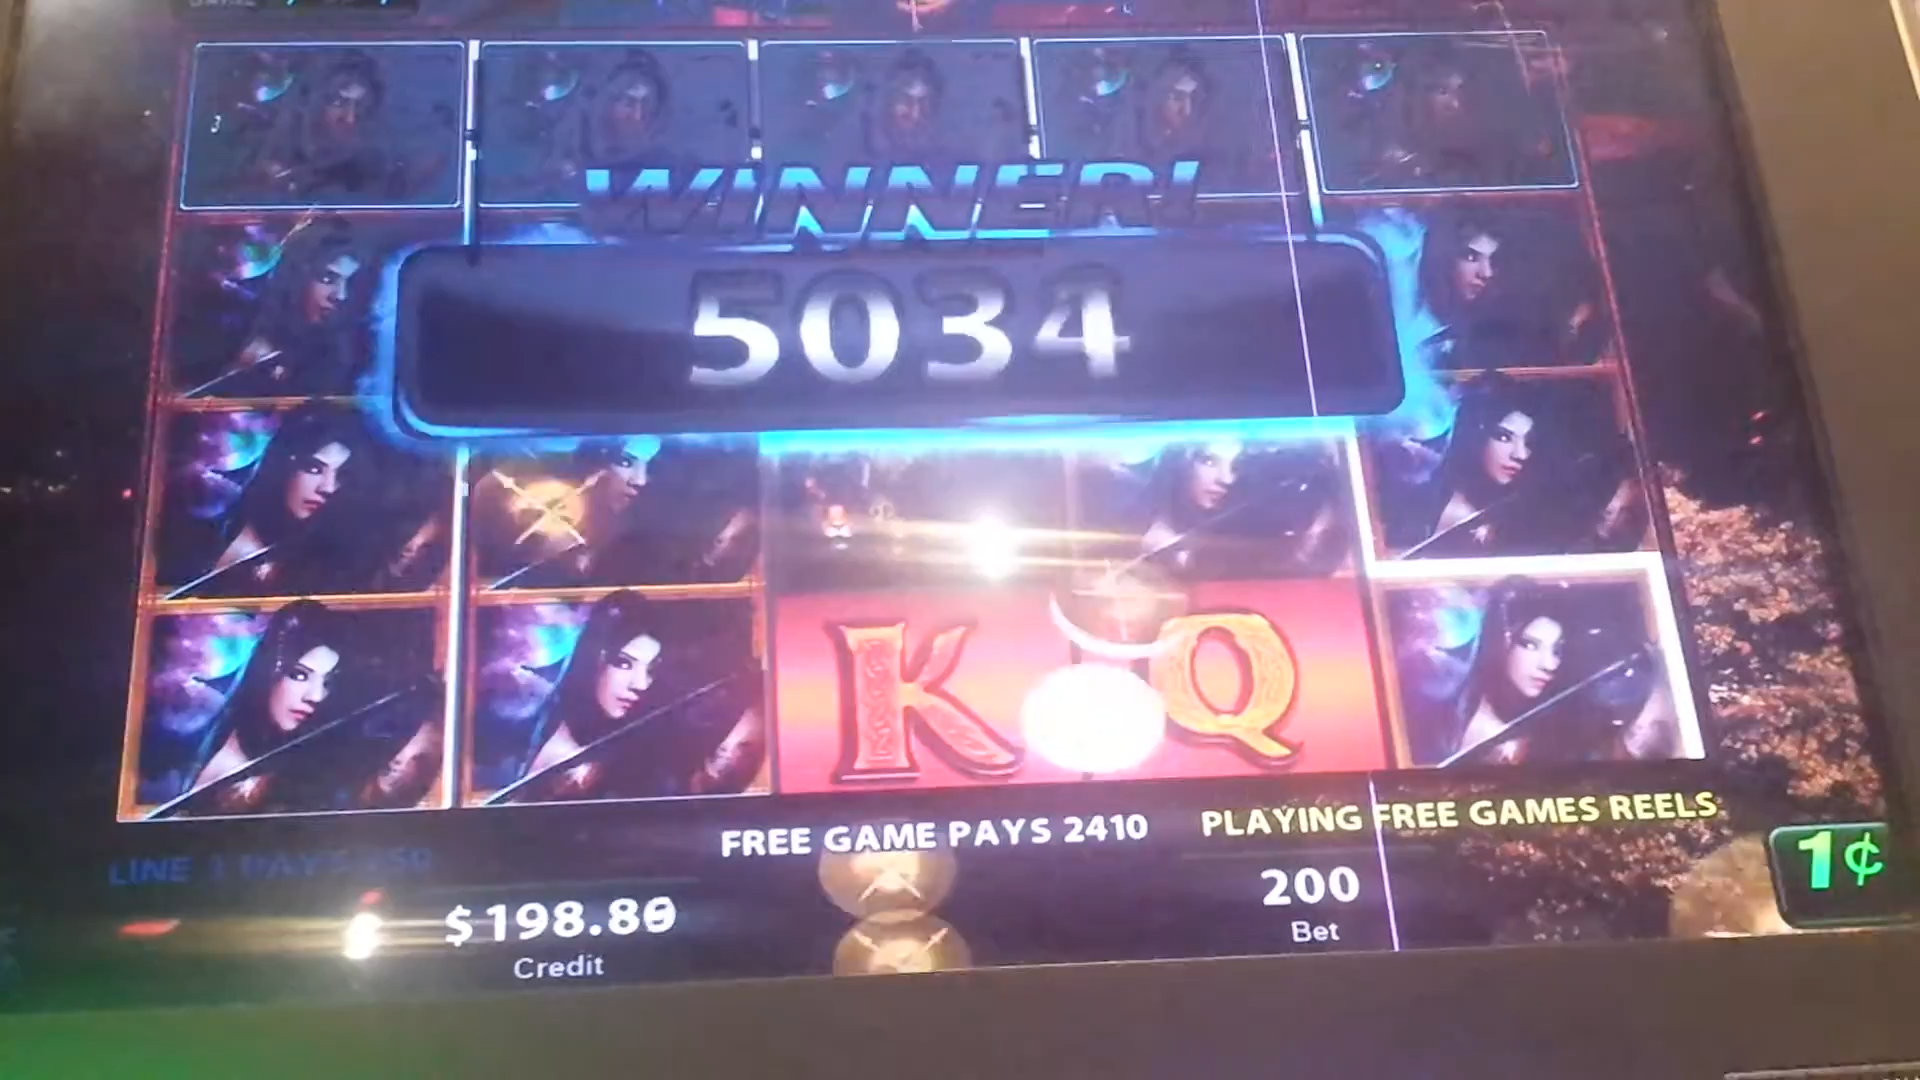 WINNER!
5034
K Q
FREE GAME PAYS 2410
PLAYING FREE GAMES REELS
1¢
$198.80
Credit
200
Bet